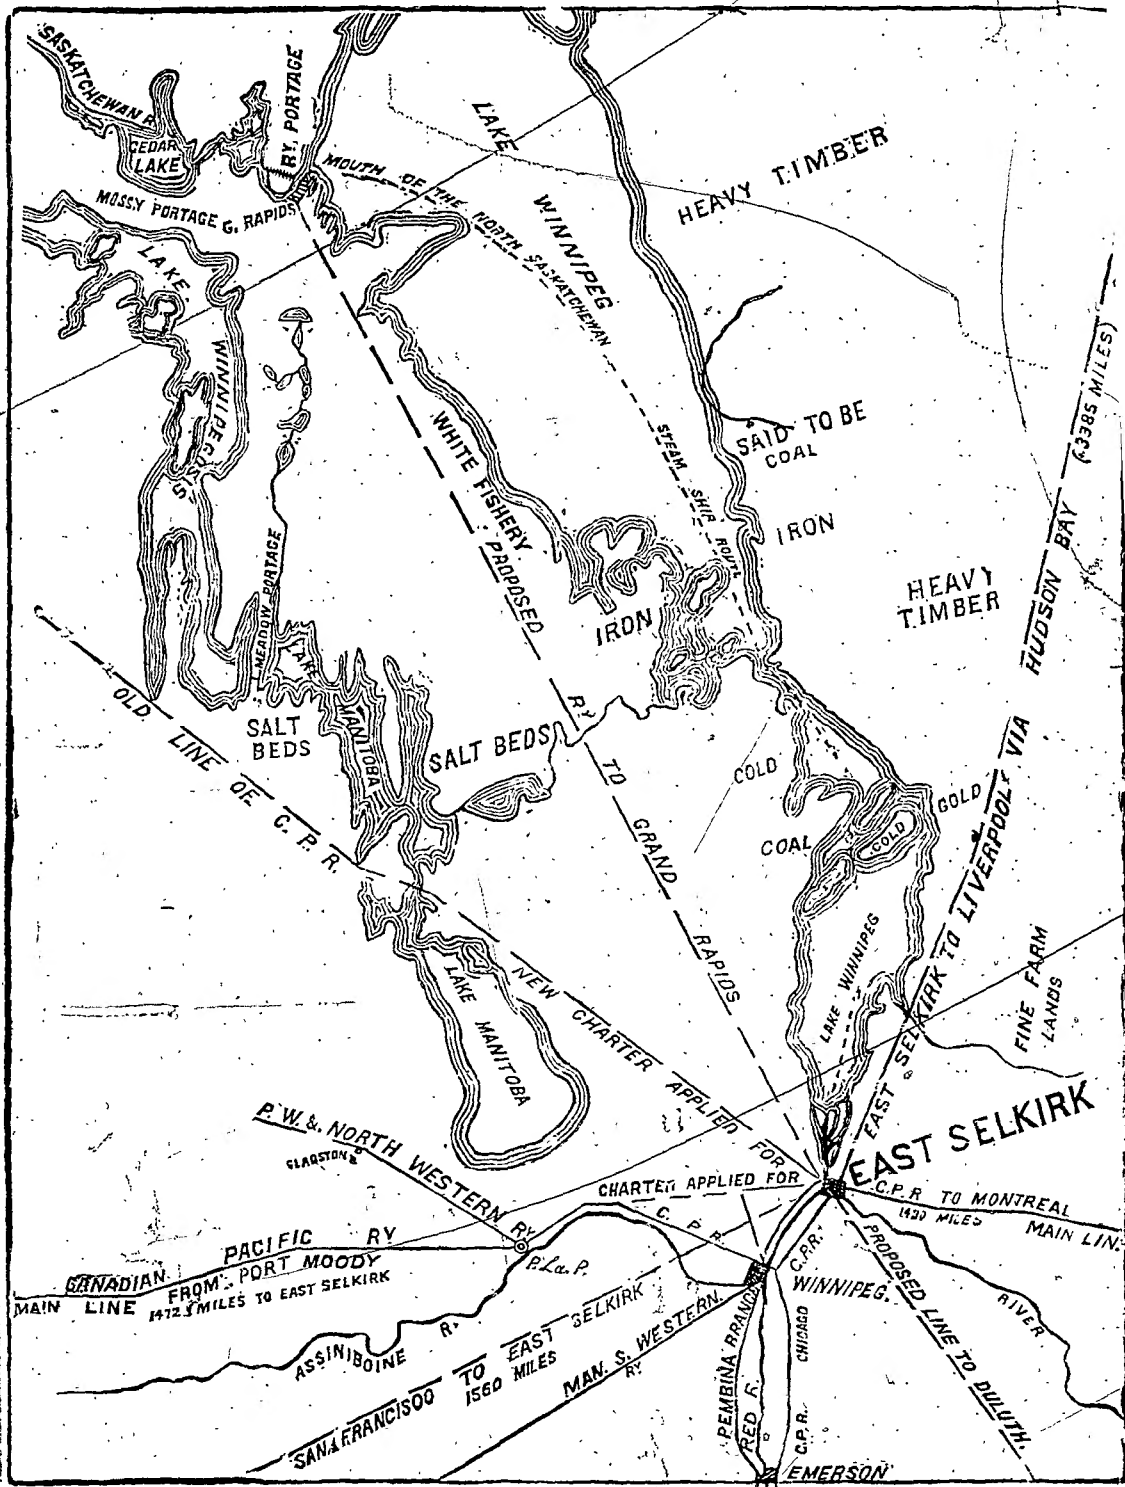 SASKATCHEWAN R
CEDAR
LAKE
RY. PORTAGE
MOSSY PORTAGE G. RAPIDS
MOUTH OF THE NORTH SASKATCHEWAN
STEAM SHIP ROUTE
LAKE WINNIPEG
HEAVY TIMBER
LAKE WINNIPEGOSSIS
WHITE FISHERY
SAID TO BE
COAL
IRON
HEAVY
TIMBER
MEADOW PORTAGE
IRON
LAKE MANITOBA
SALT
BEDS
SALT BEDS
OLD LINE OF C. P. R.
PROPOSED RY TO GRAND RAPIDS
COLD
GOLD
COLD
COAL
LAKE WINNIPEG
EAST SELKIRK TO LIVERPOOL VIA HUDSON BAY (3385 MILES)
FINE FARM
LANDS
LAKE MANITOBA
NEW CHARTER APPLIED FOR
EAST SELKIRK
P. W. & NORTH WESTERN RY
CHARTER APPLIED FOR
C. P. R.
C.P.R. TO MONTREAL
1430 MILES
MAIN LIN.
CANADIAN PACIFIC RY
FROM PORT MOODY
MAIN LINE
1472.5 MILES TO EAST SELKIRK
P. La. P.
C.P.RY
WINNIPEG.
PROPOSED LINE TO DULUTH.
RIVER
ASSINIBOINE R.
SAN FRANCISOO TO EAST SELKIRK
1560 MILES
MAN. S. WESTERN.
RY.
PEMBINA BRANCH
RED R.
CHICAGO
C.P.R.
EMERSON